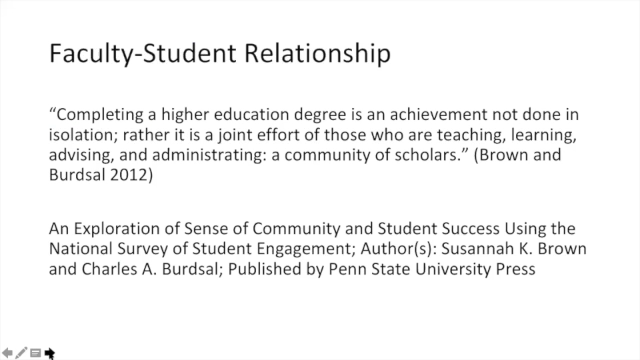 Faculty-Student Relationship
“Completing a higher education degree is an achievement not done in
isolation; rather it is a joint effort of those who are teaching, learning,
advising, and administrating: a community of scholars.” (Brown and
Burdsal 2012)
An Exploration of Sense of Community and Student Success Using the
National Survey of Student Engagement; Author(s): Susannah K. Brown
and Charles A. Burdsal; Published by Penn State University Press